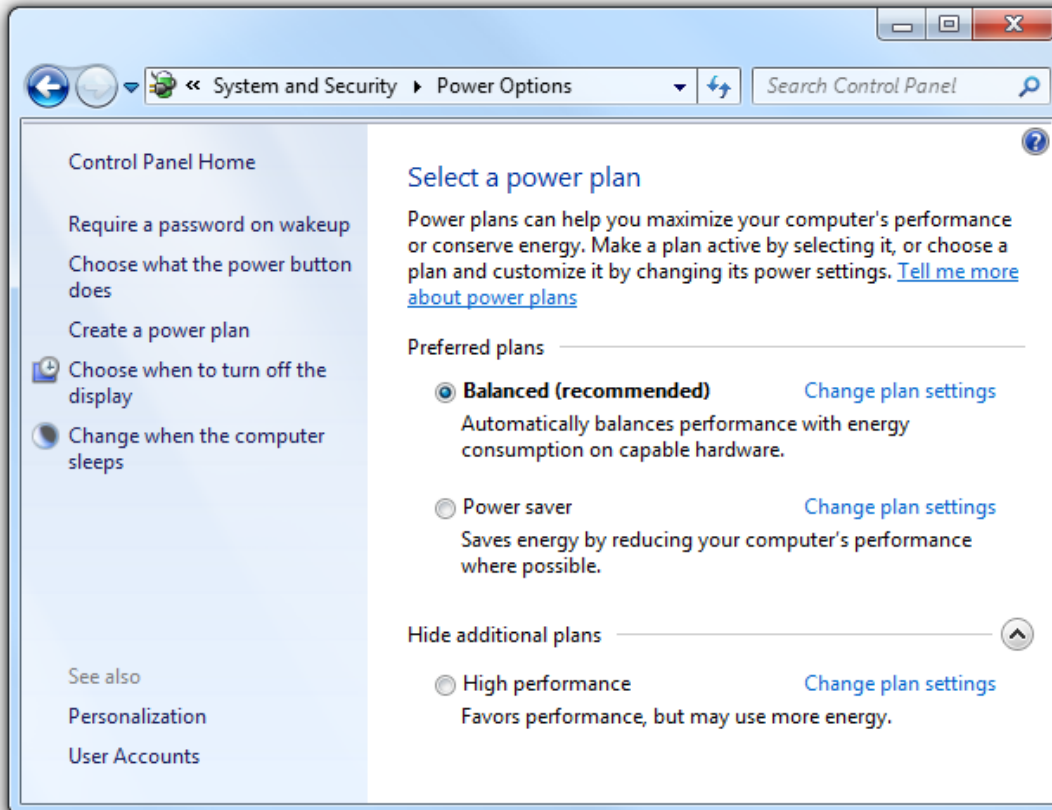 « System and Security ▸ Power Options
Search Control Panel
Control Panel Home
Require a password on wakeup
Choose what the power button
does
Create a power plan
Choose when to turn off the
display
Change when the computer
sleeps
See also
Personalization
User Accounts
Select a power plan
Power plans can help you maximize your computer's performance
or conserve energy. Make a plan active by selecting it, or choose a
plan and customize it by changing its power settings. Tell me more
about power plans
Preferred plans
Balanced (recommended) Change plan settings
Automatically balances performance with energy
consumption on capable hardware.
Power saver Change plan settings
Saves energy by reducing your computer's performance
where possible.
Hide additional plans
High performance Change plan settings
Favors performance, but may use more energy.